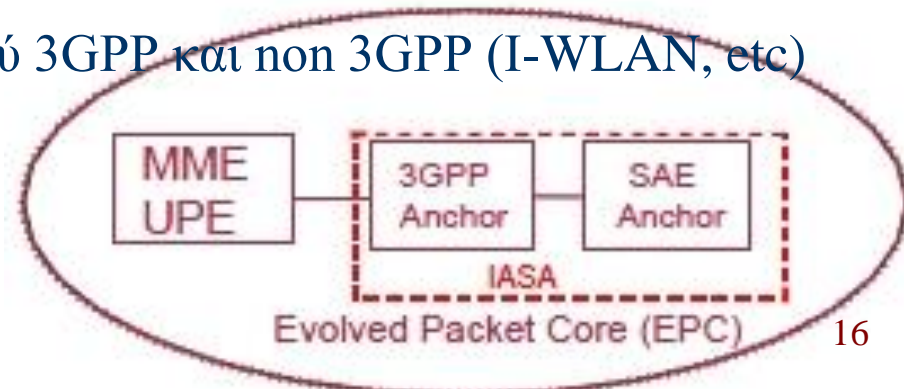 ύ 3GPP και non 3GPP (I-WLAN, etc)
MME
UPE
3GPP
Anchor
SAE
Anchor
IASA
Evolved Packet Core (EPC)
16